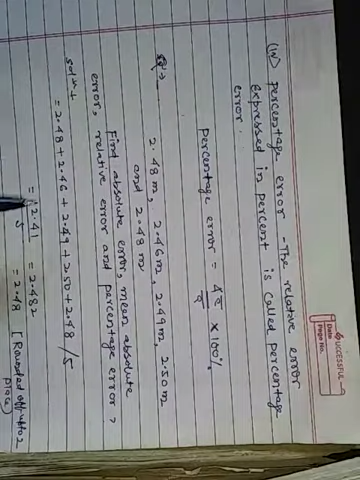 SUCCESSFUL
Date
Page No.
(iv) Percentage error - The relative error
expressed in percent is called percentage
error.
Percentage error = Δa / a × 100%
Q → 2.48 m, 2.46 m, 2.49 m, 2.50 m
and 2.48 m
Find absolute error, mean absolute
error, relative error and percentage error ?
Solu →
= 2.48 + 2.46 + 2.49 + 2.50 + 2.48 / 5
= 12.41 / 5 = 2.482
= 2.48 [Rounded off upto 2
place]